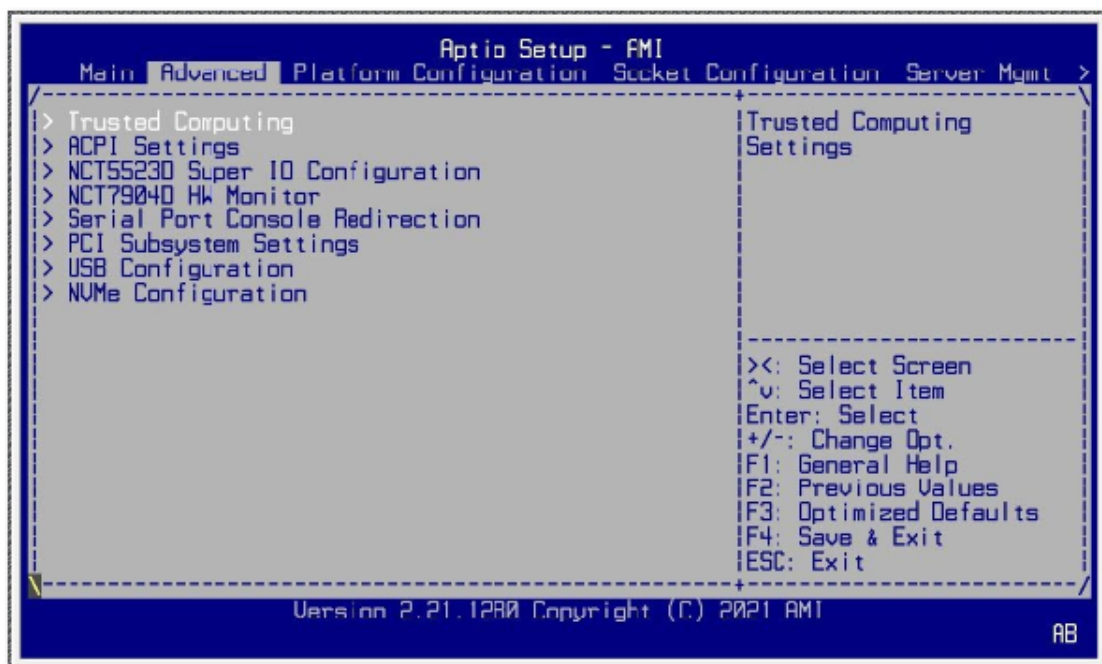 Aptio Setup - AMI
Main Advanced Platform Configuration Socket Configuration Server Mgmt >
> Trusted Computing
> ACPI Settings
> NCT5523D Super IO Configuration
> NCT7904D HW Monitor
> Serial Port Console Redirection
> PCI Subsystem Settings
> USB Configuration
> NVMe Configuration
Trusted Computing
Settings
><: Select Screen
^v: Select Item
Enter: Select
+/-: Change Opt.
F1: General Help
F2: Previous Values
F3: Optimized Defaults
F4: Save & Exit
ESC: Exit
Version 2.21.1280 Copyright (C) 2021 AMI
AB